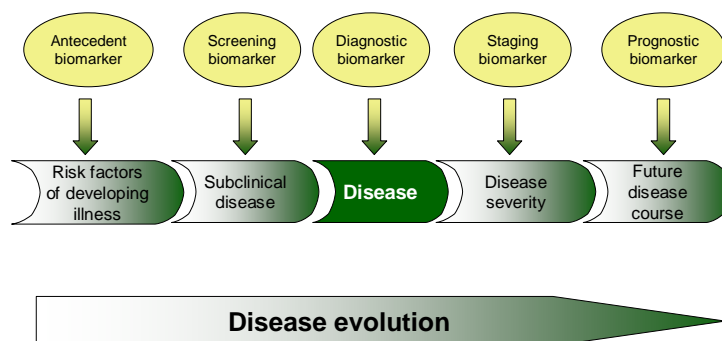 Antecedent
biomarker
Screening
biomarker
Diagnostic
biomarker
Staging
biomarker
Prognostic
biomarker
Risk factors
of developing
illness
Subclinical
disease
Disease
Disease
severity
Future
disease
course
Disease evolution